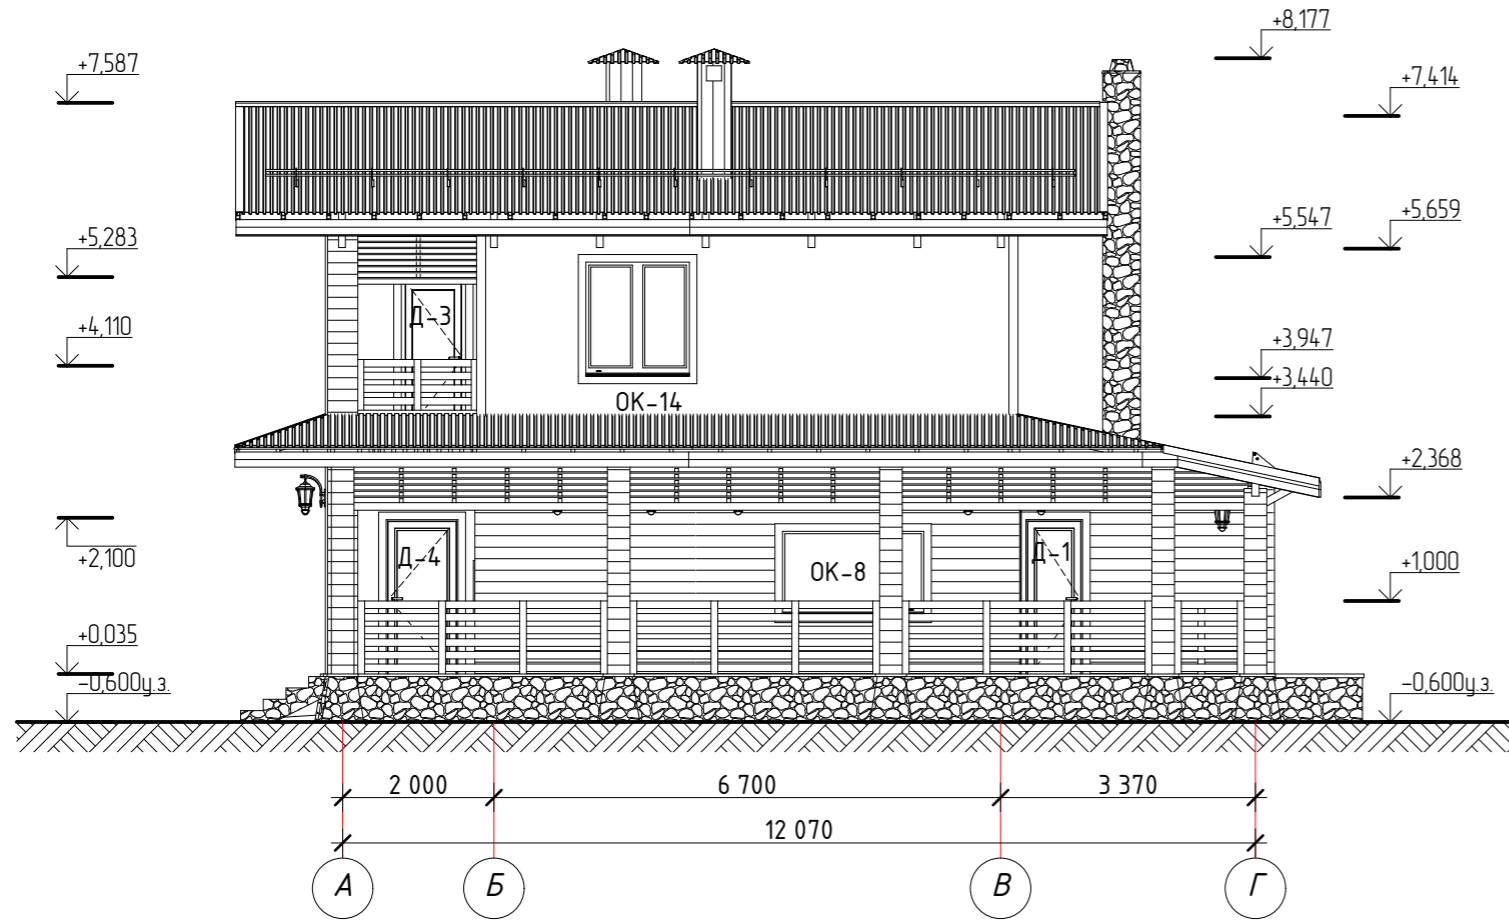 +8,177
+7,587
+7,414
+5,659
+5,547
+5,283
Д-3
+4,110
+3,947
+3,440
ОК-14
+2,368
+2,100
Д-4
ОК-8
Д-1
+1,000
+0,035
-0,600у.з.
-0,600у.з.
2 000
6 700
3 370
12 070
А
Б
В
Г